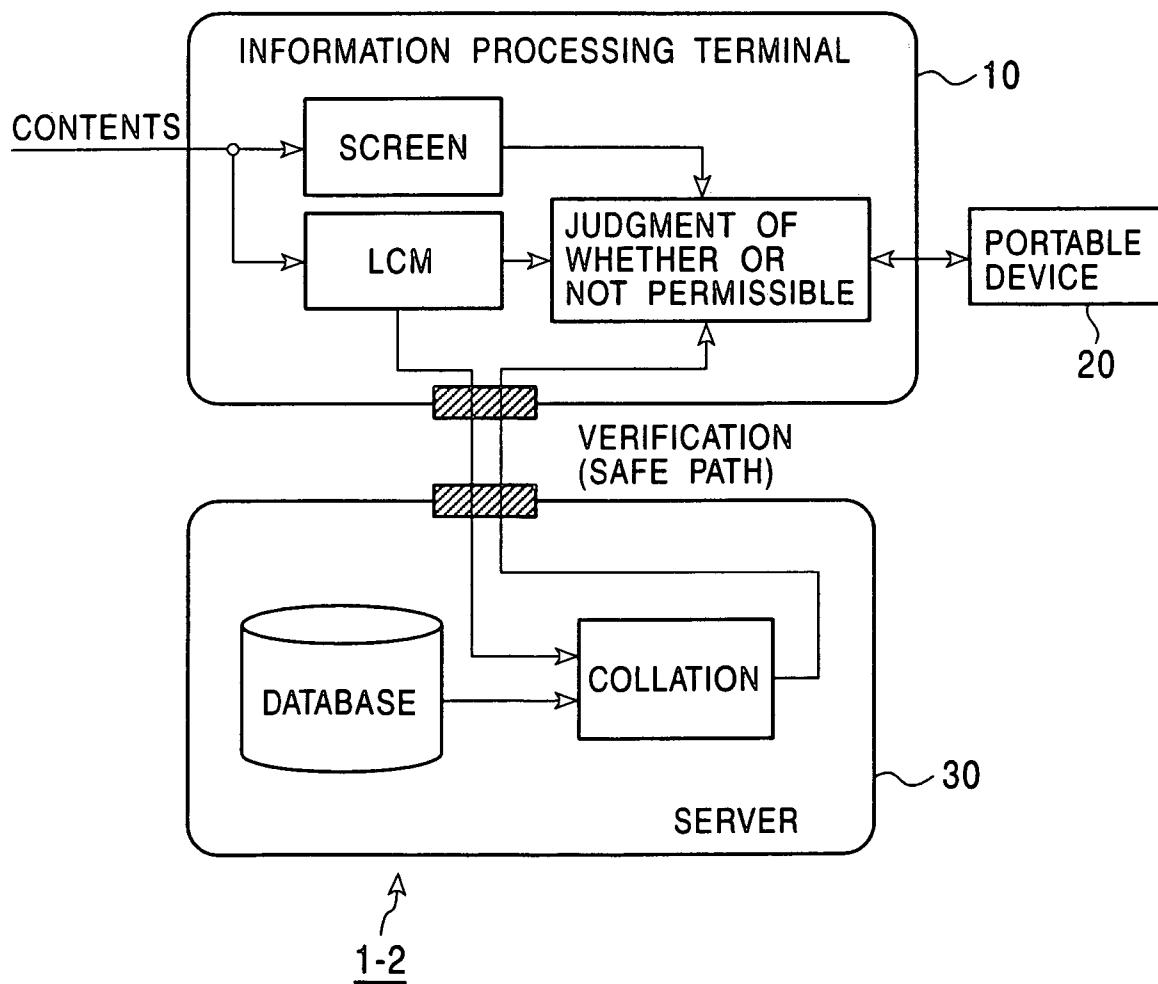 INFORMATION PROCESSING TERMINAL
10
CONTENTS
SCREEN
LCM
JUDGMENT OF
WHETHER OR
NOT PERMISSIBLE
PORTABLE
DEVICE
20
VERIFICATION
(SAFE PATH)
DATABASE
COLLATION
30
SERVER
1-2